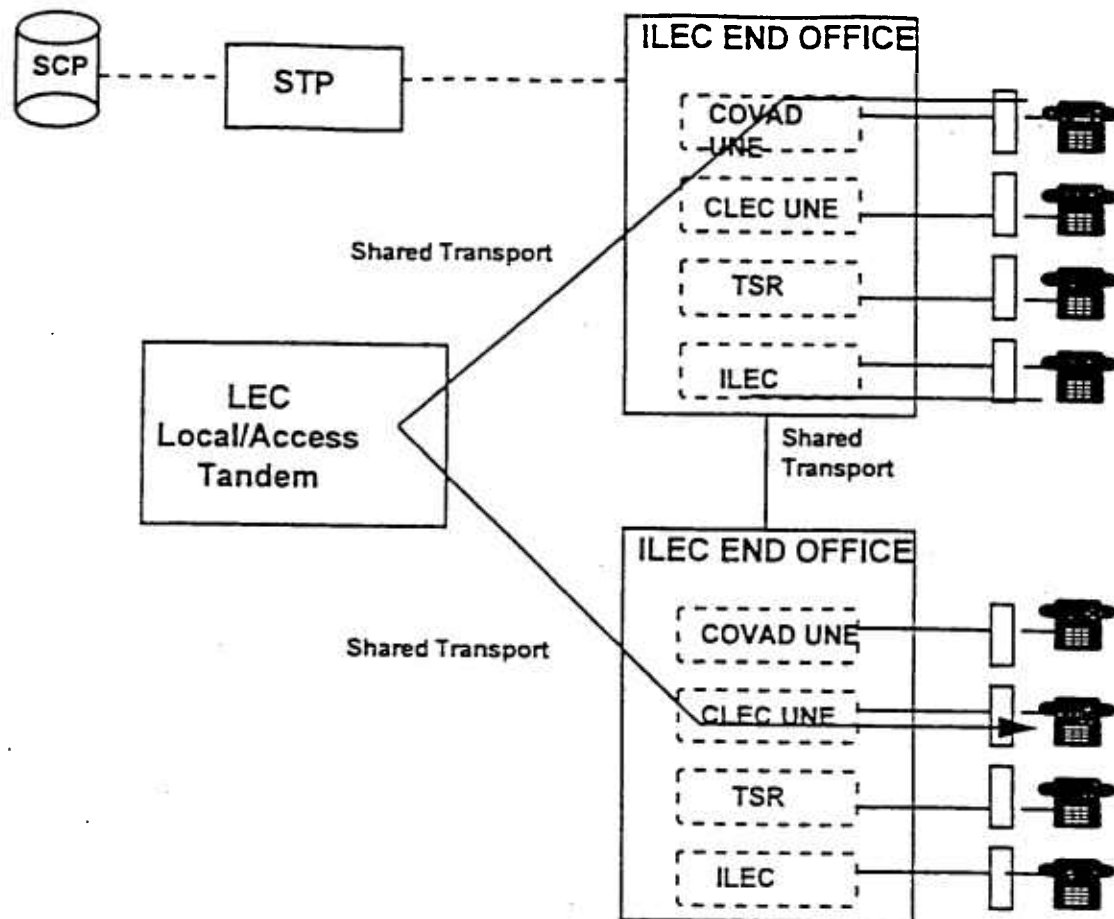 SCP
STP
ILEC END OFFICE
COVAD
UNE
CLEC UNE
TSR
ILEC
Shared Transport
LEC
Local/Access
Tandem
Shared
Transport
ILEC END OFFICE
Shared Transport
COVAD UNE
CLEC UNE
TSR
ILEC